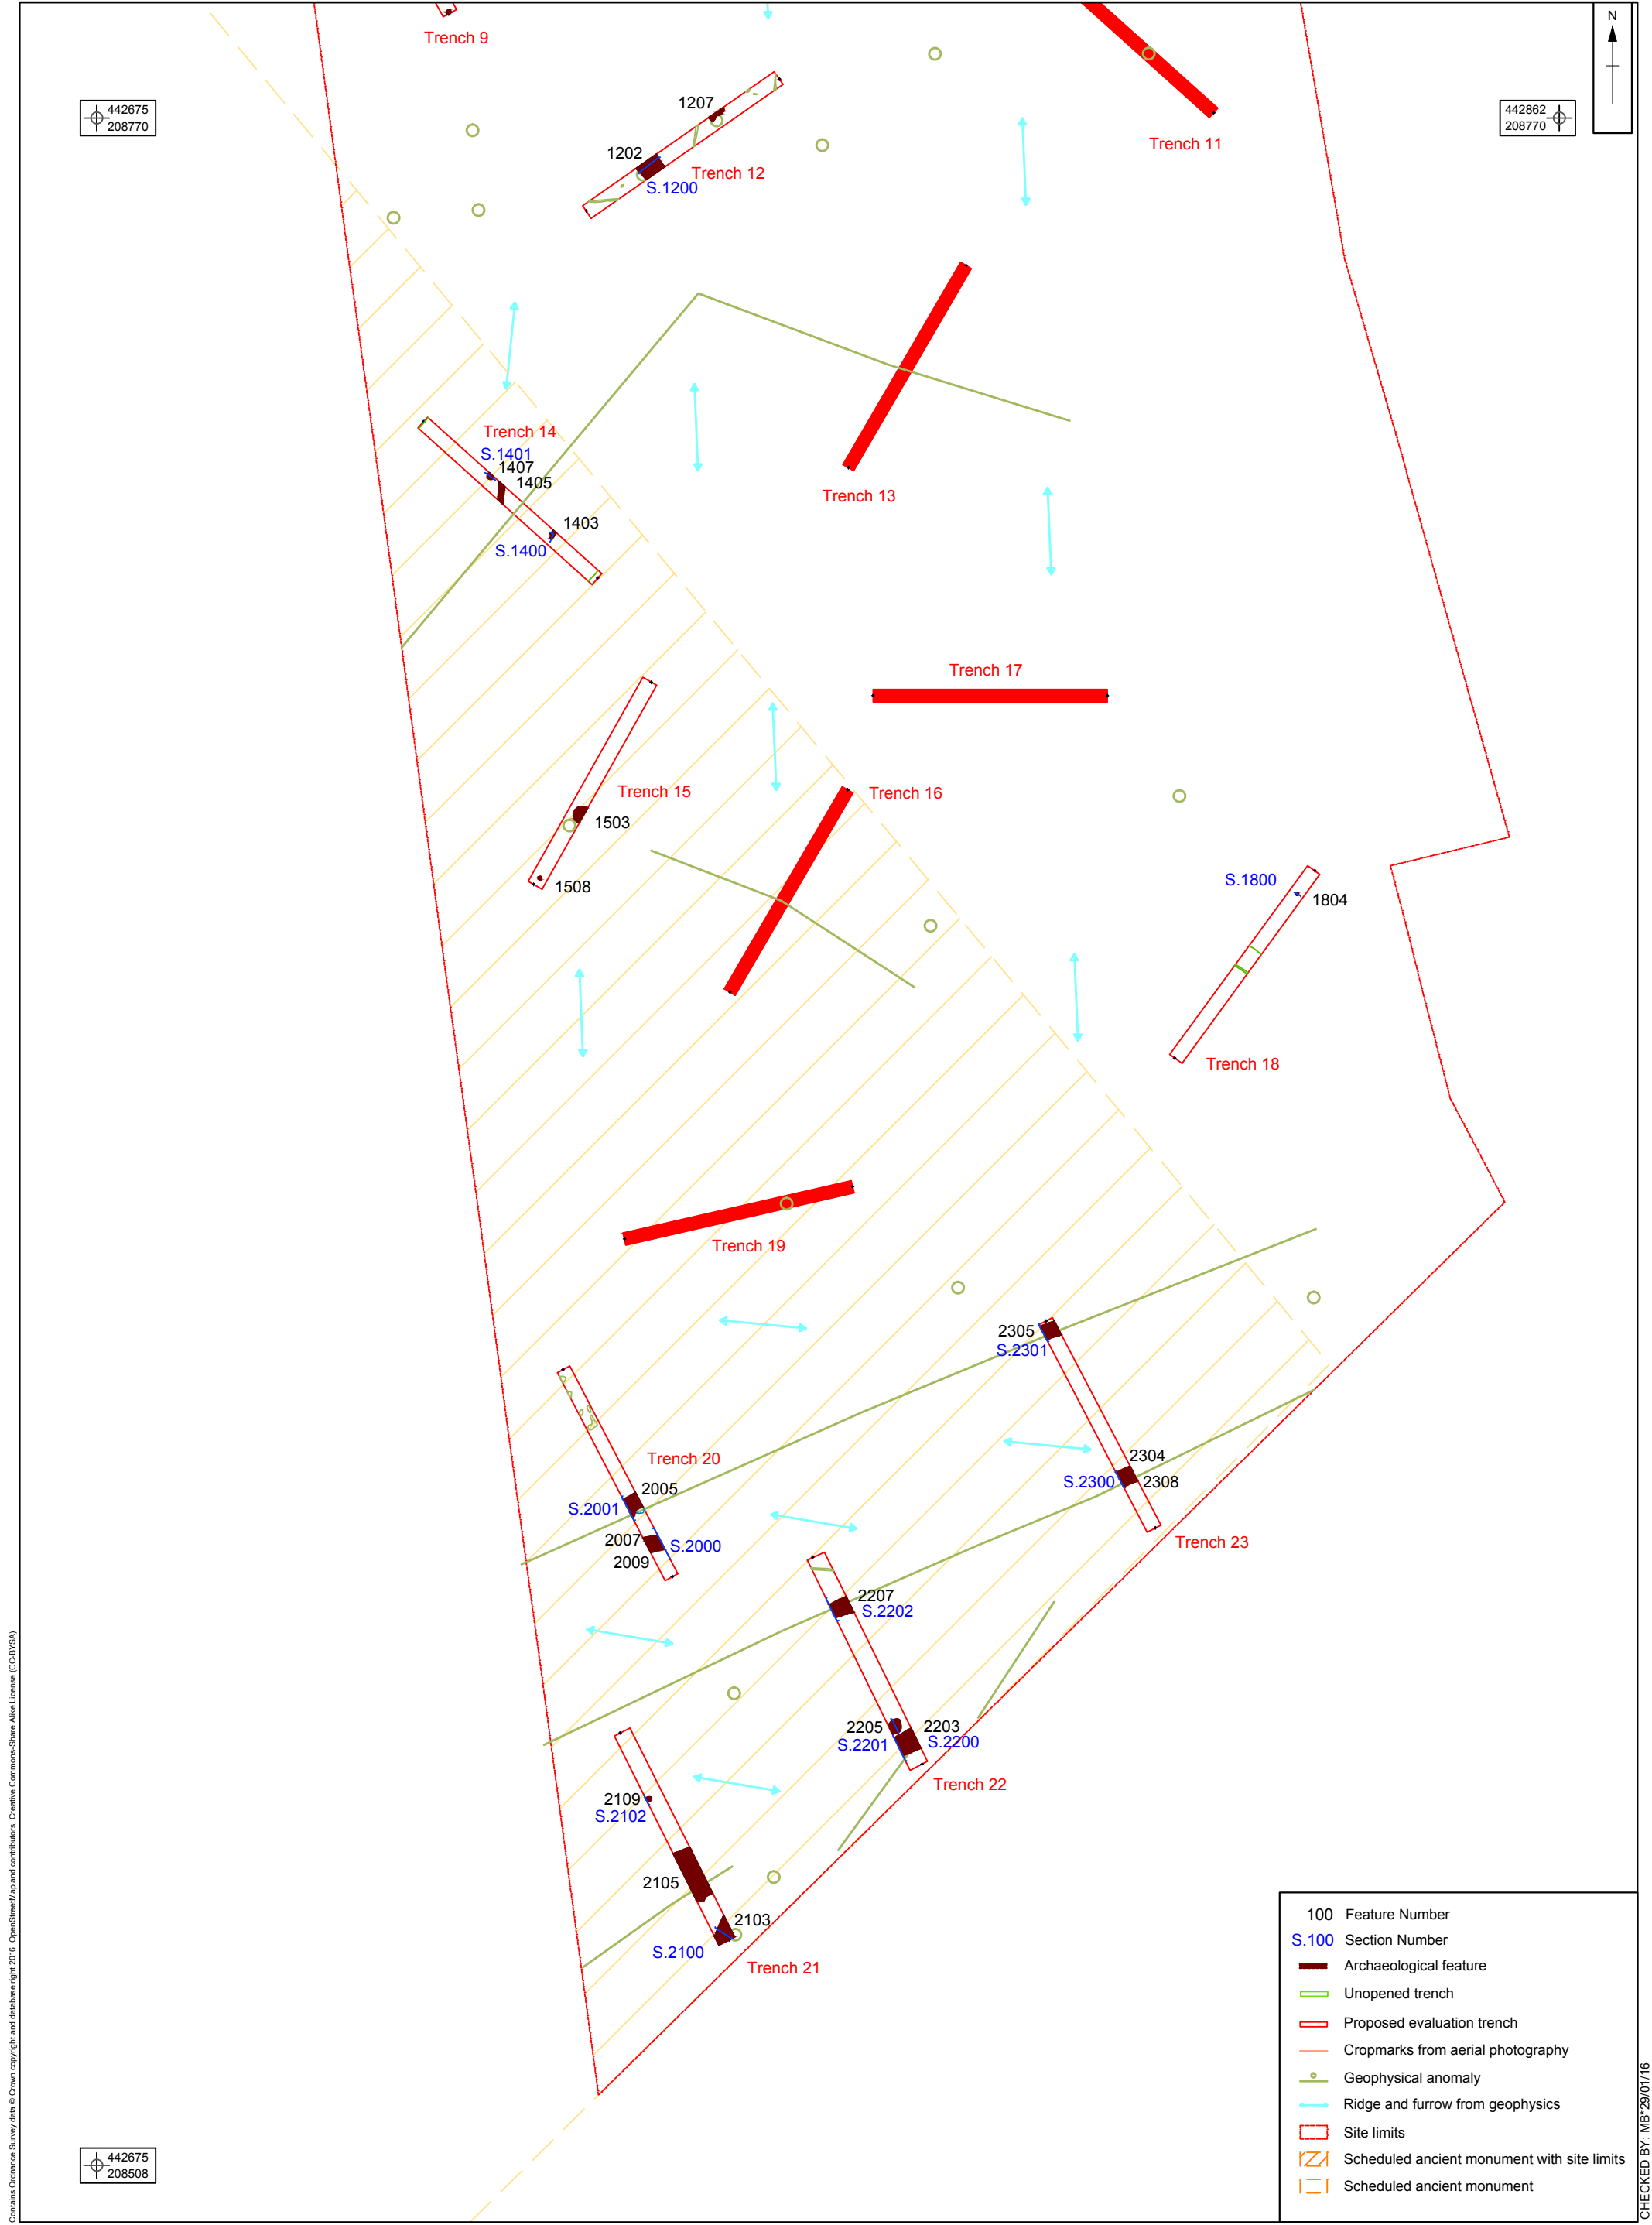 Trench 9
N
442675
208770
442862
208770
1207
Trench 11
1202
Trench 12
S.1200
Trench 14
S.1401
1407
1405
Trench 13
1403
S.1400
Trench 17
Trench 15
Trench 16
1503
1508
S.1800
1804
Trench 18
Trench 19
2305
S.2301
Trench 20
2304
S.2300
2308
2005
S.2001
2007
S.2000
2009
Trench 23
2207
S.2202
2205
2203
S.2201
S.2200
Trench 22
2109
S.2102
2105
2103
S.2100
Trench 21
442675
208508
100 Feature Number
S.100 Section Number
Archaeological feature
Unopened trench
Proposed evaluation trench
Cropmarks from aerial photography
Geophysical anomaly
Ridge and furrow from geophysics
Site limits
Scheduled ancient monument with site limits
Scheduled ancient monument
Contains Ordnance Survey data © Crown copyright and database right 2016. OpenStreetMap and contributors, Creative Commons-Share Alike License (CC-BYSA)
CHECKED BY: MB*29/01/16